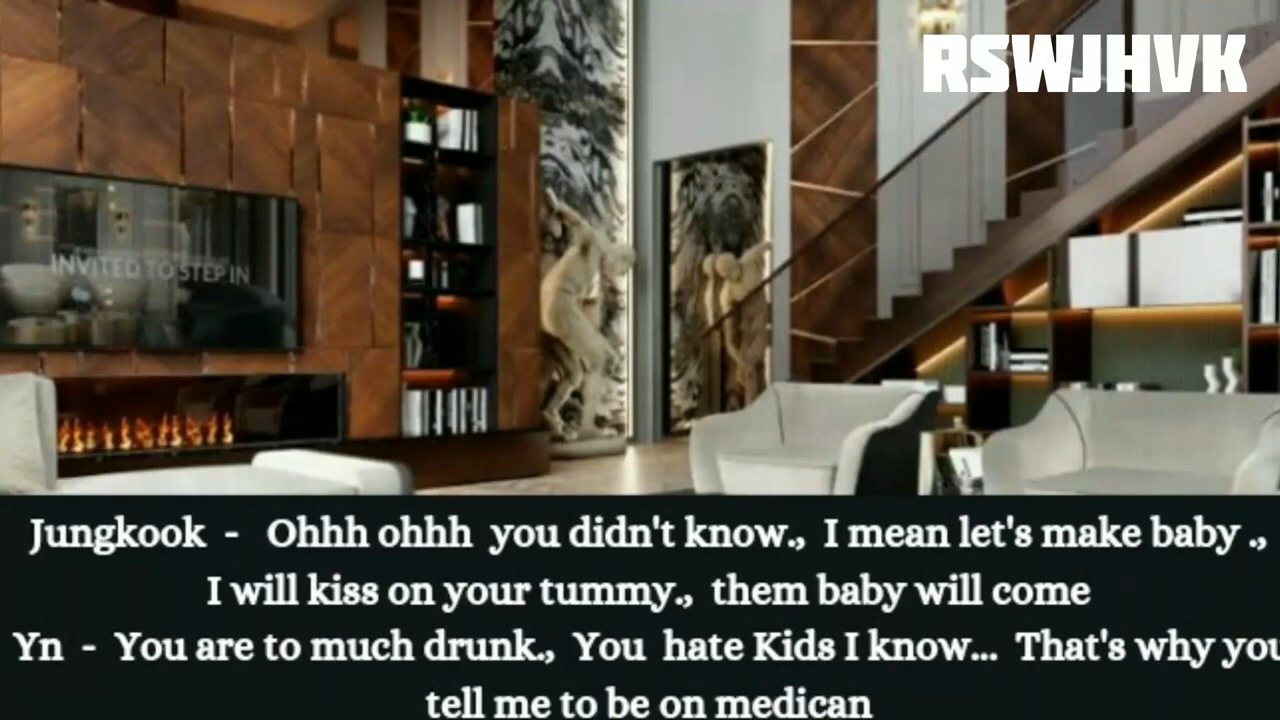 RSWJHVK
INVITED TO STEP IN
Jungkook - Ohhh ohhh you didn't know., I mean let's make baby .,
I will kiss on your tummy., them baby will come
Yn - You are to much drunk., You hate Kids I know... That's why you
tell me to be on medican